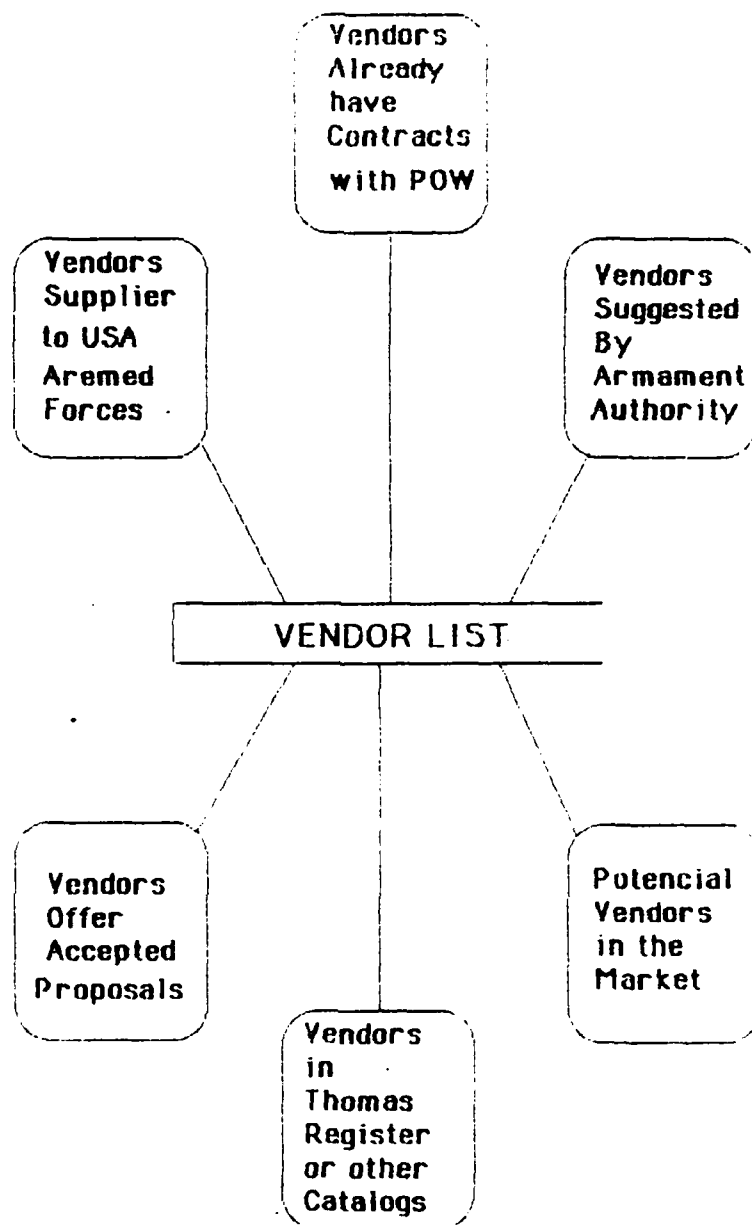 Vendors
Already
have
Contracts
with POW
Vendors
Supplier
to USA
Aremed
Forces
Vendors
Suggested
By
Armament
Authority
VENDOR LIST
Vendors
Offer
Accepted
Proposals
Potencial
Vendors
in the
Market
Vendors
in
Thomas
Register
or other
Catalogs